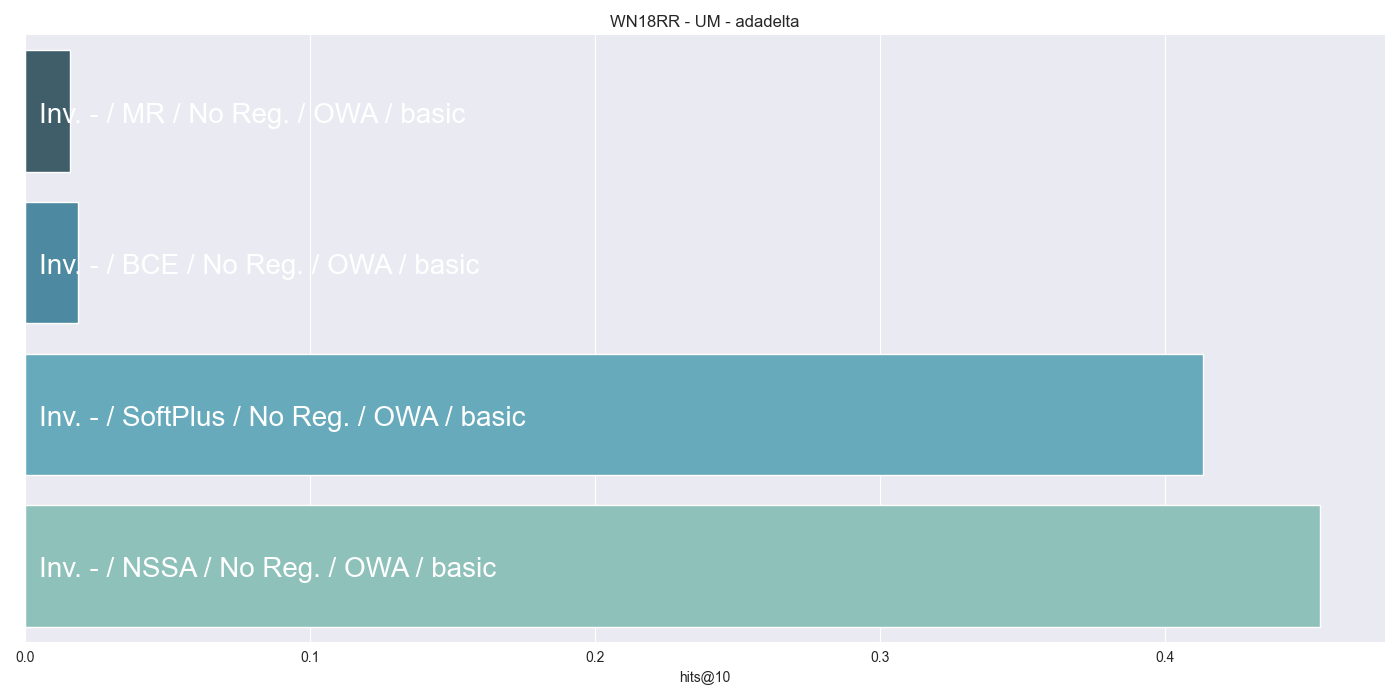 WN18RR - UM - adadelta
Inv. - / MR / No Reg. / OWA / basic
Inv. - / BCE / No Reg. / OWA / basic
Inv. - / SoftPlus / No Reg. / OWA / basic
Inv. - / NSSA / No Reg. / OWA / basic
0.0 0.1 0.2 0.3 0.4
hits@10